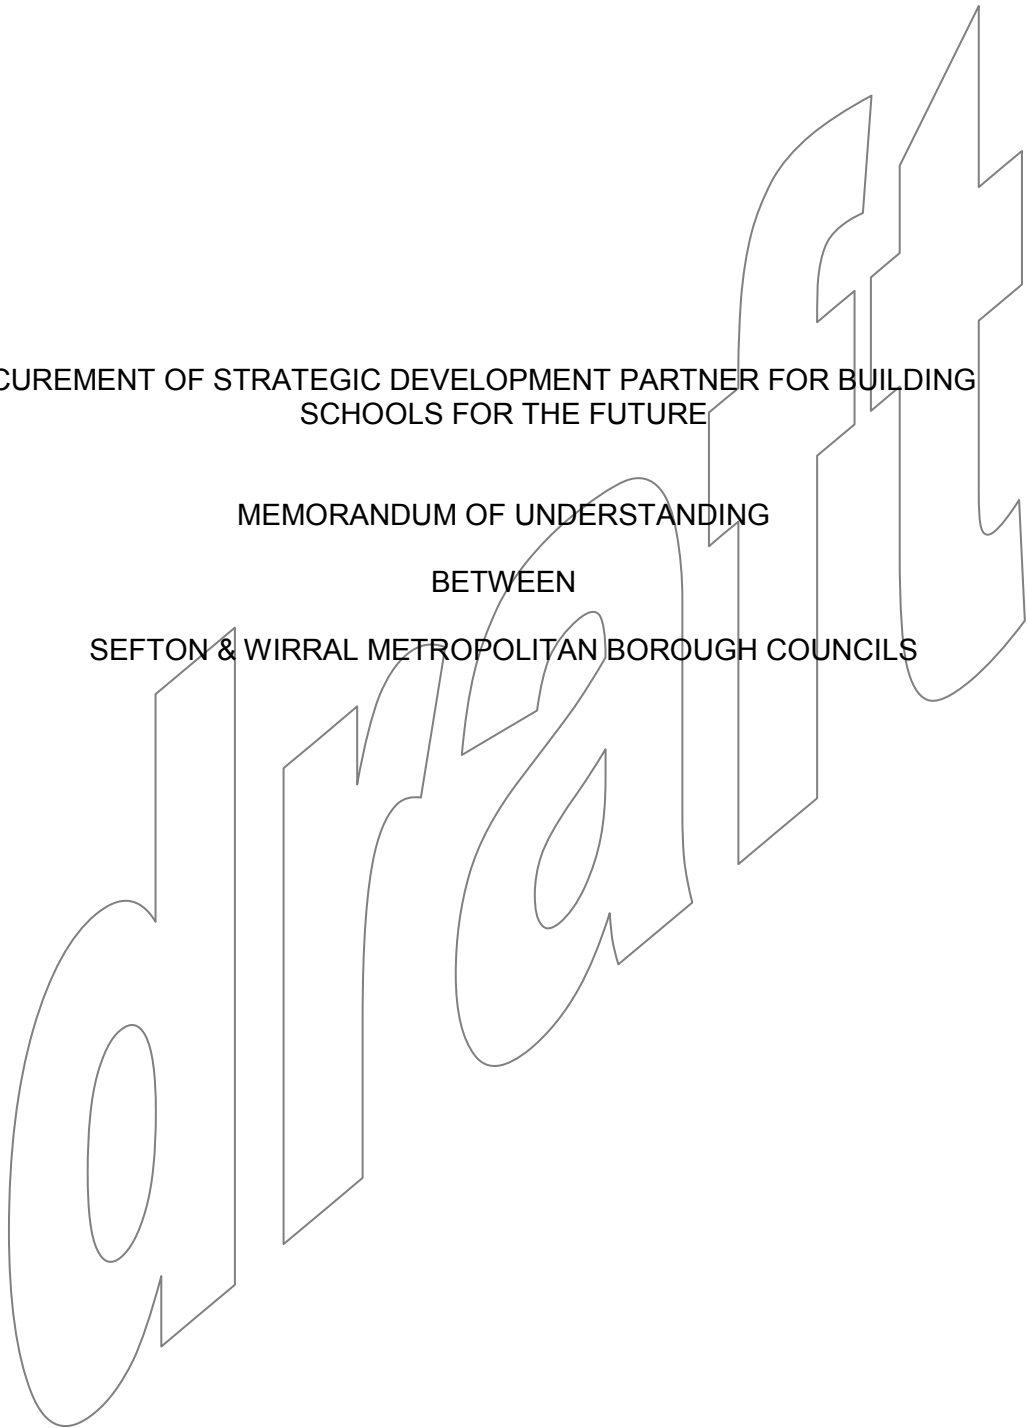 CUREMENT OF STRATEGIC DEVELOPMENT PARTNER FOR BUILDING
SCHOOLS FOR THE FUTURE
MEMORANDUM OF UNDERSTANDING
BETWEEN
SEFTON & WIRRAL METROPOLITAN BOROUGH COUNCILS
draft